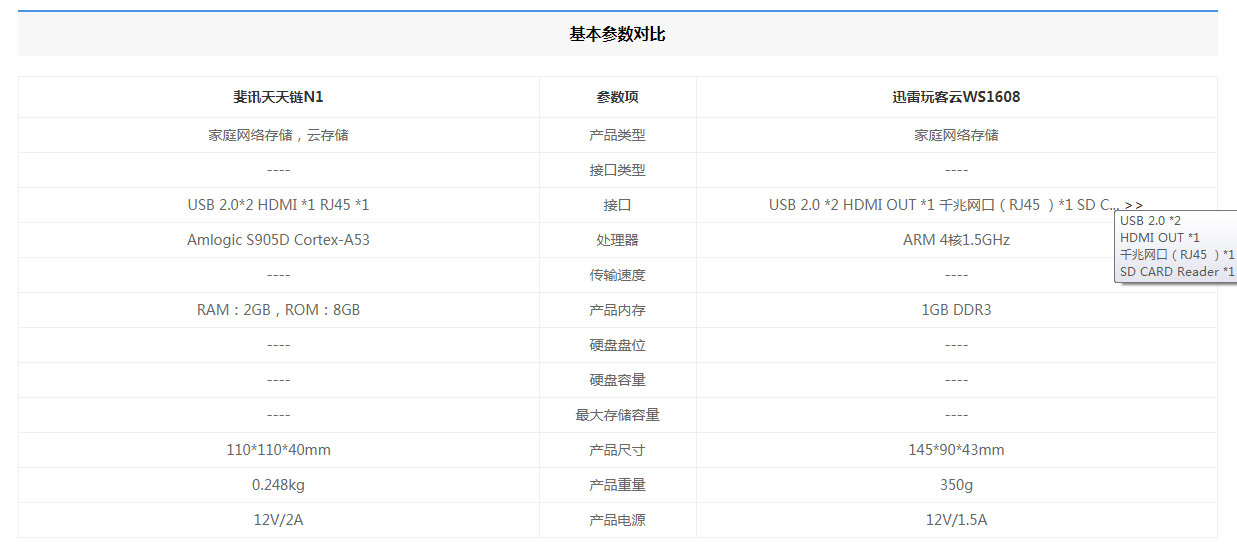 基本参数对比
斐讯天天链N1 参数项 迅雷玩客云WS1608
家庭网络存储，云存储 产品类型 家庭网络存储
---- 接口类型 ----
USB 2.0*2 HDMI *1 RJ45 *1 接口 USB 2.0 *2 HDMI OUT *1 千兆网口（RJ45 ）*1 SD C... >>
USB 2.0 *2
HDMI OUT *1
千兆网口（RJ45 ）*1
SD CARD Reader *1
Amlogic S905D Cortex-A53 处理器 ARM 4核1.5GHz
---- 传输速度 ----
RAM：2GB，ROM：8GB 产品内存 1GB DDR3
---- 硬盘盘位 ----
---- 硬盘容量 ----
---- 最大存储容量 ----
110*110*40mm 产品尺寸 145*90*43mm
0.248kg 产品重量 350g
12V/2A 产品电源 12V/1.5A